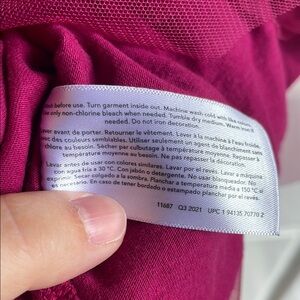 before use. Turn garment inside out. Machine wash cold with like colors.
only non-chlorine bleach when needed. Tumble dry medium. Warm iron if
needed. Do not iron decoration.
avant de porter. Retourner le vêtement. Laver à la machine à l'eau froide
avec des couleurs semblables. Utiliser seulement un agent de blanchiment sans
chlore au besoin. Sécher par culbutage à température moyenne. Repasser à
température moyenne au besoin. Ne pas repasser la décoration.
Lavar antes de usar con colores similares. Lavar por el revés. Lavar a máquina
con agua fría a 30 °C. Con jabón o detergente. No usar blanqueador. No
exprimir. Secar colgado a la sombra. Planchar a temperatura media a 150 °C si
es necesario. En caso de tener bordado o estampado planchar por el revés.
11687 Q3 2021 UPC 1 94135 70770 2